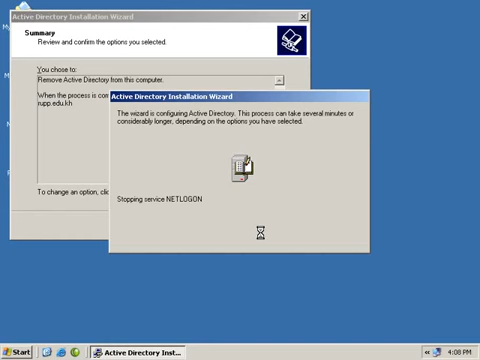 Active Directory Installation Wizard
Summary
Review and confirm the options you selected.
You chose to:
Remove Active Directory from this computer.
When the process is com
rupp.edu.kh
To change an option, clic
Active Directory Installation Wizard
The wizard is configuring Active Directory. This process can take several minutes or
considerably longer, depending on the options you have selected.
Stopping service NETLOGON
Start
Active Directory Inst...
4:08 PM